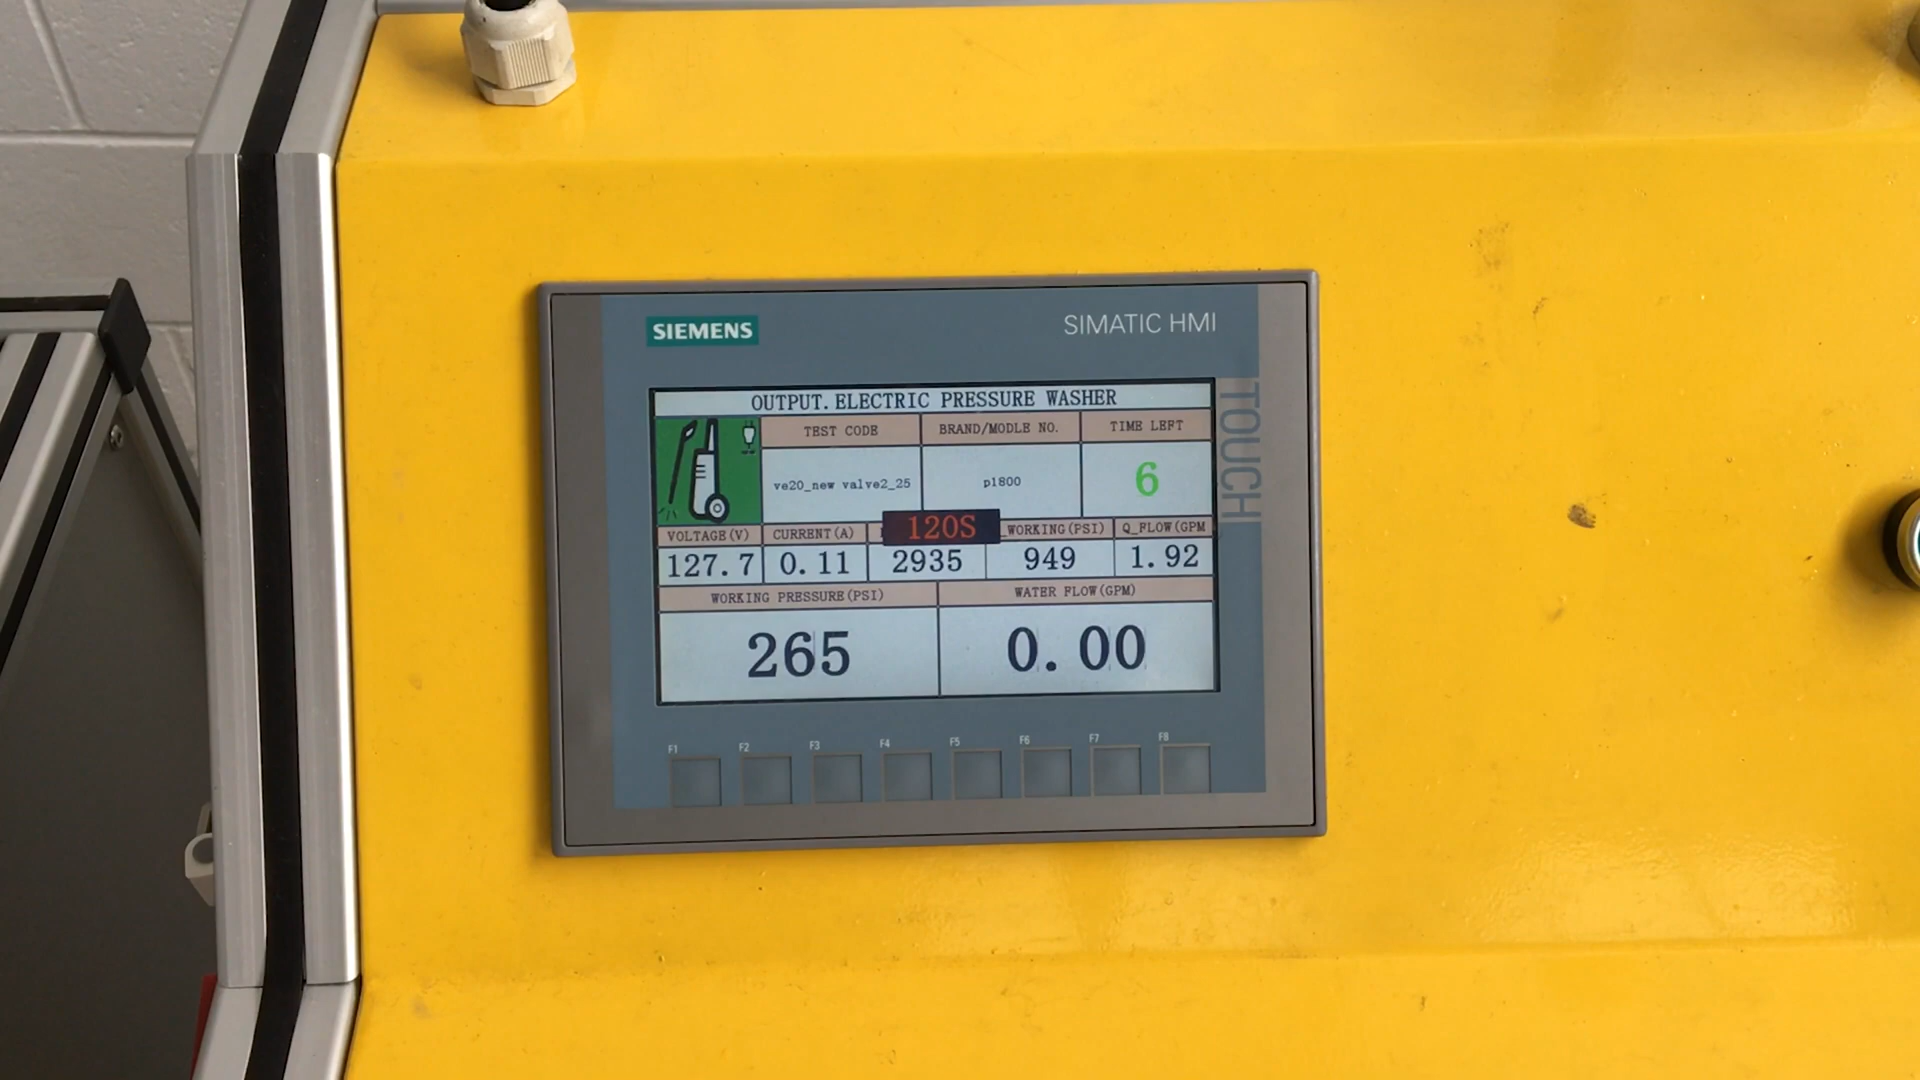 SIEMENS
SIMATIC HMI
TOUCH
OUTPUT.ELECTRIC PRESSURE WASHER
TEST CODE BRAND/MODLE NO. TIME LEFT
ve20_new valve2_25 p1800 6
120S
VOLTAGE(V) CURRENT(A) _WORKING(PSI) Q_FLOW(GPM
127.7 0.11 2935 949 1.92
WORKING PRESSURE(PSI) WATER FLOW(GPM)
265 0.00
F1 F2 F3 F4 F5 F6 F7 F8